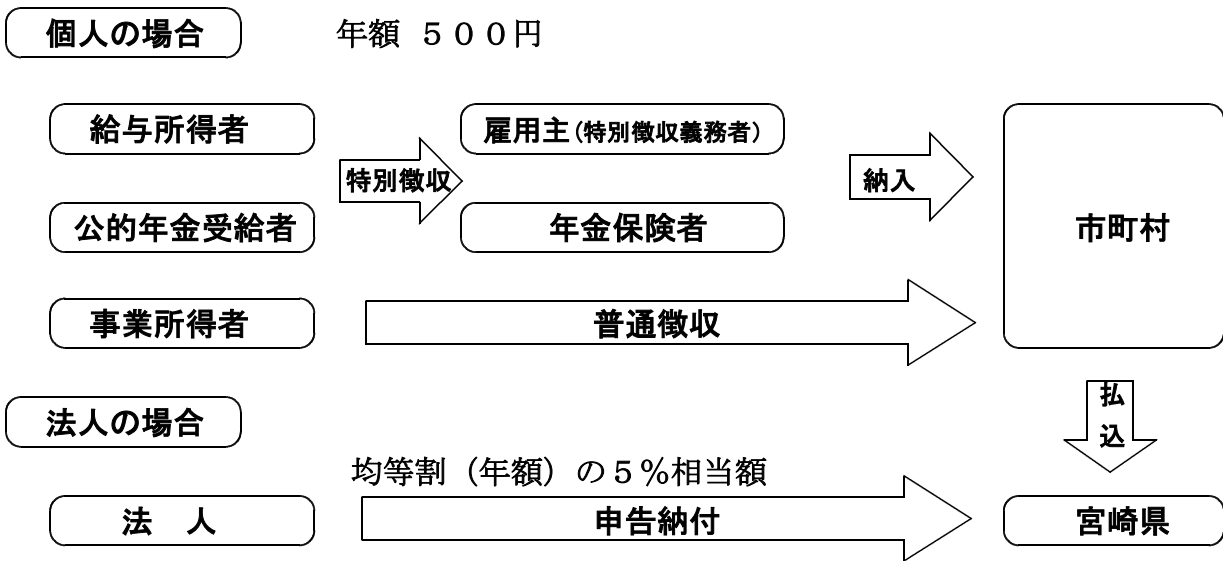 個人の場合
年額 ５００円
給与所得者
特別徴収
雇用主(特別徴収義務者)
納入
市町村
公的年金受給者
年金保険者
事業所得者
普通徴収
払込
法人の場合
均等割（年額）の５％相当額
法　人
申告納付
宮崎県